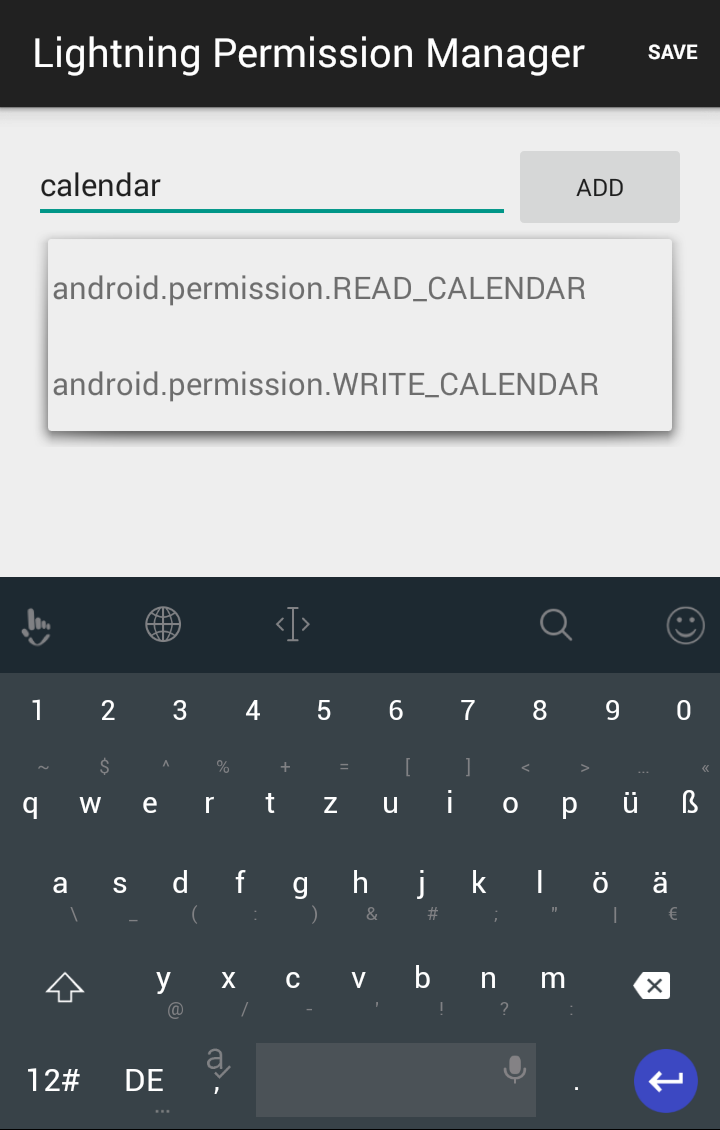 Lightning Permission Manager SAVE
calendar ADD
android.permission.READ_CALENDAR
android.permission.WRITE_CALENDAR
1 2 3 4 5 6 7 8 9 0
~ $ ^ % + = [ ] < > ... «
q w e r t z u i o p ü ß
a s d f g h j k l ö ä
\ _ ( : ) & # ; " | €
y x c v b n m
@ / - ' ! ? :
12# DE a , .
...